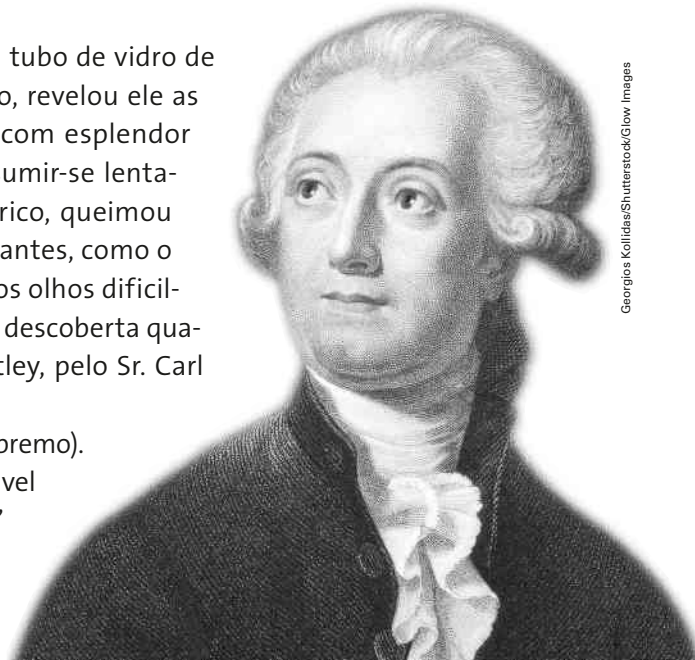 tubo de vidro de
o, revelou ele as
com esplendor
umir-se lenta-
rico, queimou
antes, como o
os olhos dificil-
descoberta qua-
tley, pelo Sr. Carl
premo).
vel
Georgios Kollidas/Shutterstock/Glow Images